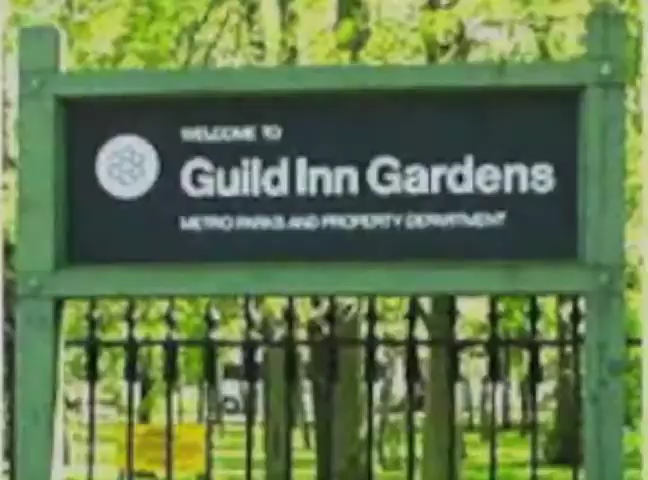 WELCOME TO
Guild Inn Gardens
METRO PARKS AND PROPERTY DEPARTMENT